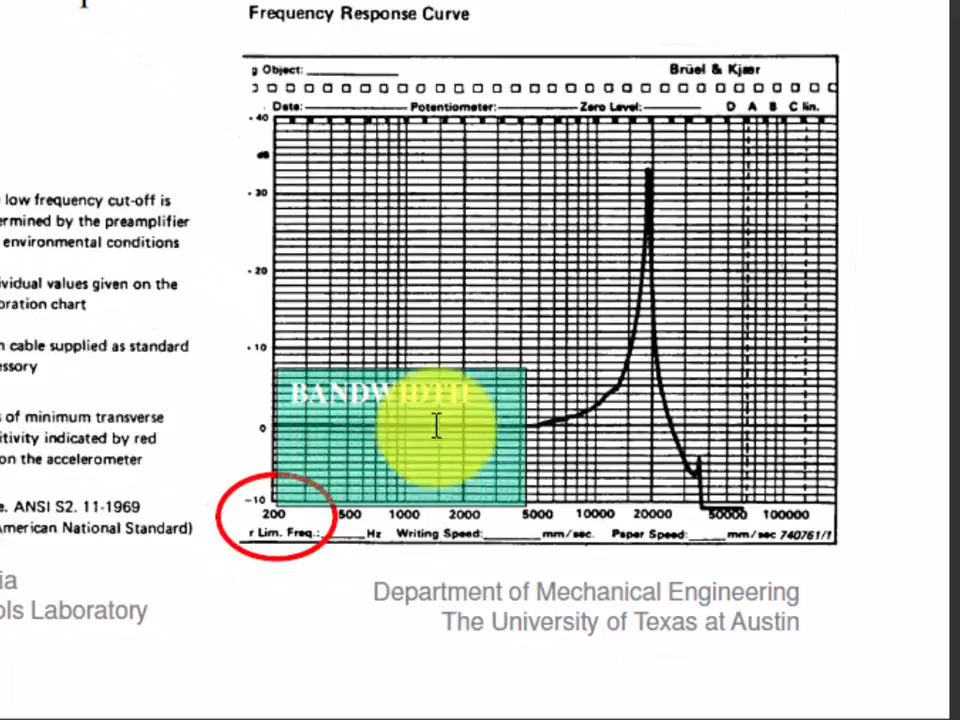 Frequency Response Curve
g Object:
Brüel & Kjær
Date: Potentiometer: Zero Level: D A B C lin.
40
dB
30
20
10
0
-10
BANDWIDTH
200 500 1000 2000 5000 10000 20000 50000 100000
r Lim. Freq.: Hz Writing Speed: mm/sec. Paper Speed: mm/sec 740761/1
low frequency cut-off is
ermined by the preamplifier
environmental conditions
ividual values given on the
oration chart
n cable supplied as standard
essory
s of minimum transverse
itivity indicated by red
on the accelerometer
e. ANSI S2. 11-1969
American National Standard)
ia
ols Laboratory
Department of Mechanical Engineering
The University of Texas at Austin